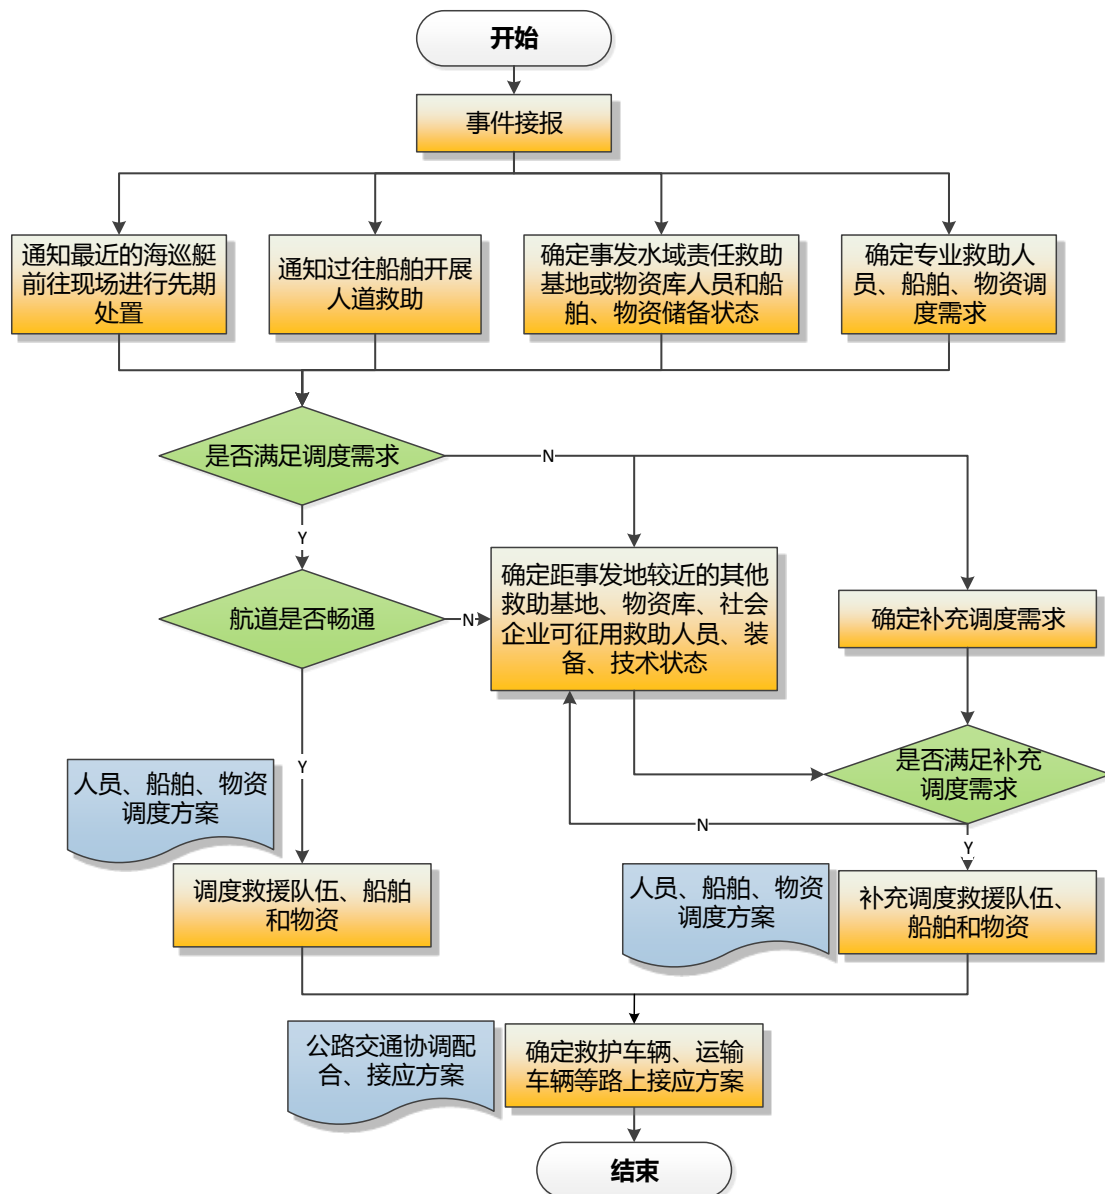 开始
事件接报
通知最近的海巡艇
前往现场进行先期
处置
通知过往船舶开展
人道救助
确定事发水域责任救助
基地或物资库人员和船
舶、物资储备状态
确定专业救助人
员、船舶、物资调
度需求
是否满足调度需求
N
Y
航道是否畅通
N
确定距事发地较近的其他
救助基地、物资库、社会
企业可征用救助人员、装
备、技术状态
确定补充调度需求
Y
是否满足补充
调度需求
N
Y
人员、船舶、物资
调度方案
调度救援队伍、船舶
和物资
人员、船舶、物资
调度方案
补充调度救援队伍、
船舶和物资
公路交通协调配
合、接应方案
确定救护车辆、运输
车辆等路上接应方案
结束